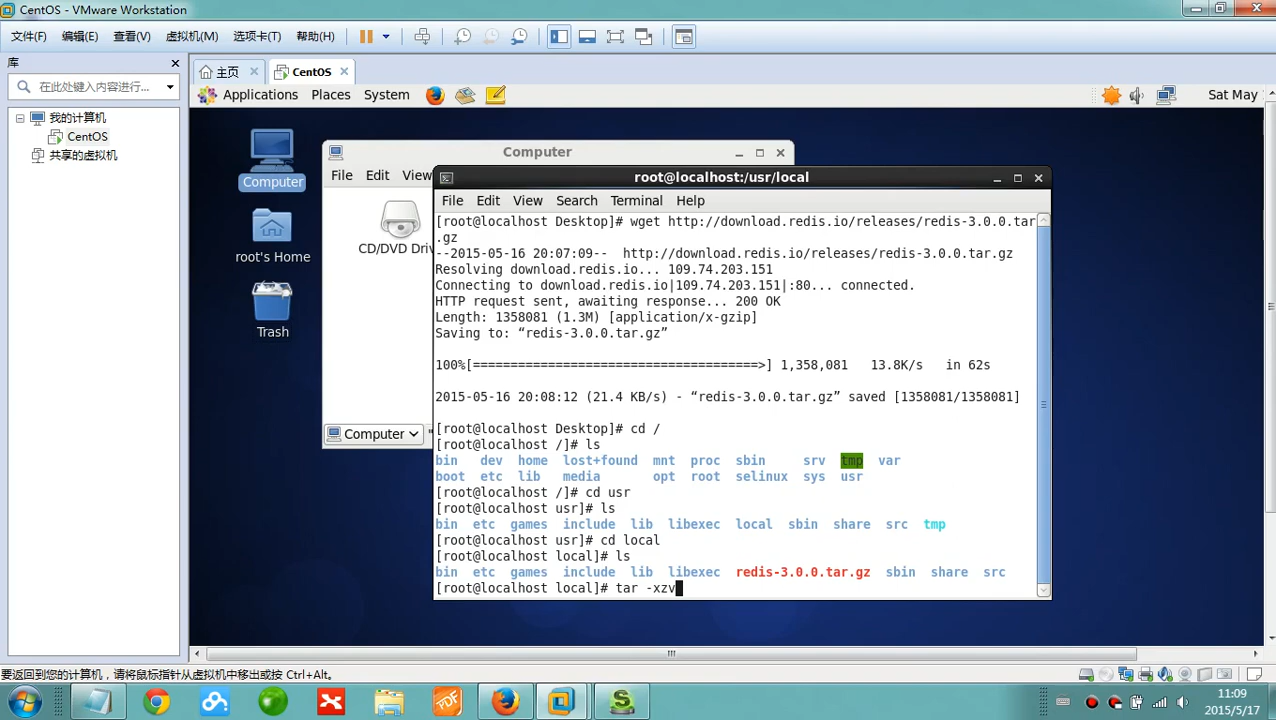 CentOS - VMware Workstation
文件(F) 编辑(E) 查看(V) 虚拟机(M) 选项卡(T) 帮助(H)
库
在此处键入内容进行...
我的计算机
CentOS
共享的虚拟机
主页 CentOS
Applications Places System Sat May
Computer
root's Home
Trash
Computer
File Edit View
CD/DVD Driv
Computer
root@localhost:/usr/local
File Edit View Search Terminal Help
[root@localhost Desktop]# wget http://download.redis.io/releases/redis-3.0.0.tar
.gz
--2015-05-16 20:07:09-- http://download.redis.io/releases/redis-3.0.0.tar.gz
Resolving download.redis.io... 109.74.203.151
Connecting to download.redis.io|109.74.203.151|:80... connected.
HTTP request sent, awaiting response... 200 OK
Length: 1358081 (1.3M) [application/x-gzip]
Saving to: “redis-3.0.0.tar.gz”
100%[======================================>] 1,358,081 13.8K/s in 62s
2015-05-16 20:08:12 (21.4 KB/s) - “redis-3.0.0.tar.gz” saved [1358081/1358081]
[root@localhost Desktop]# cd /
[root@localhost /]# ls
bin dev home lost+found mnt proc sbin srv tmp var
boot etc lib media opt root selinux sys usr
[root@localhost /]# cd usr
[root@localhost usr]# ls
bin etc games include lib libexec local sbin share src tmp
[root@localhost usr]# cd local
[root@localhost local]# ls
bin etc games include lib libexec redis-3.0.0.tar.gz sbin share src
[root@localhost local]# tar -xzv
要返回到您的计算机，请将鼠标指针从虚拟机中移出或按 Ctrl+Alt。
PDF
11:09
2015/5/17